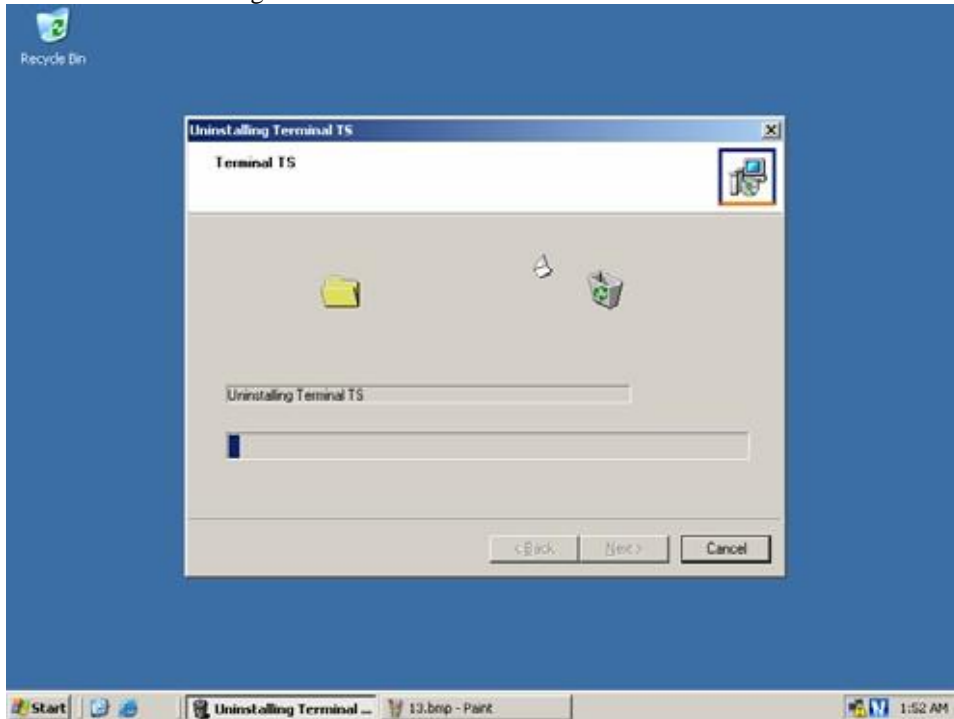 Recycle Bin
Uninstalling Terminal TS
Terminal TS
Uninstalling Terminal TS
< Back
Next >
Cancel
Start
Uninstalling Terminal ...
13.bmp - Paint
1:52 AM